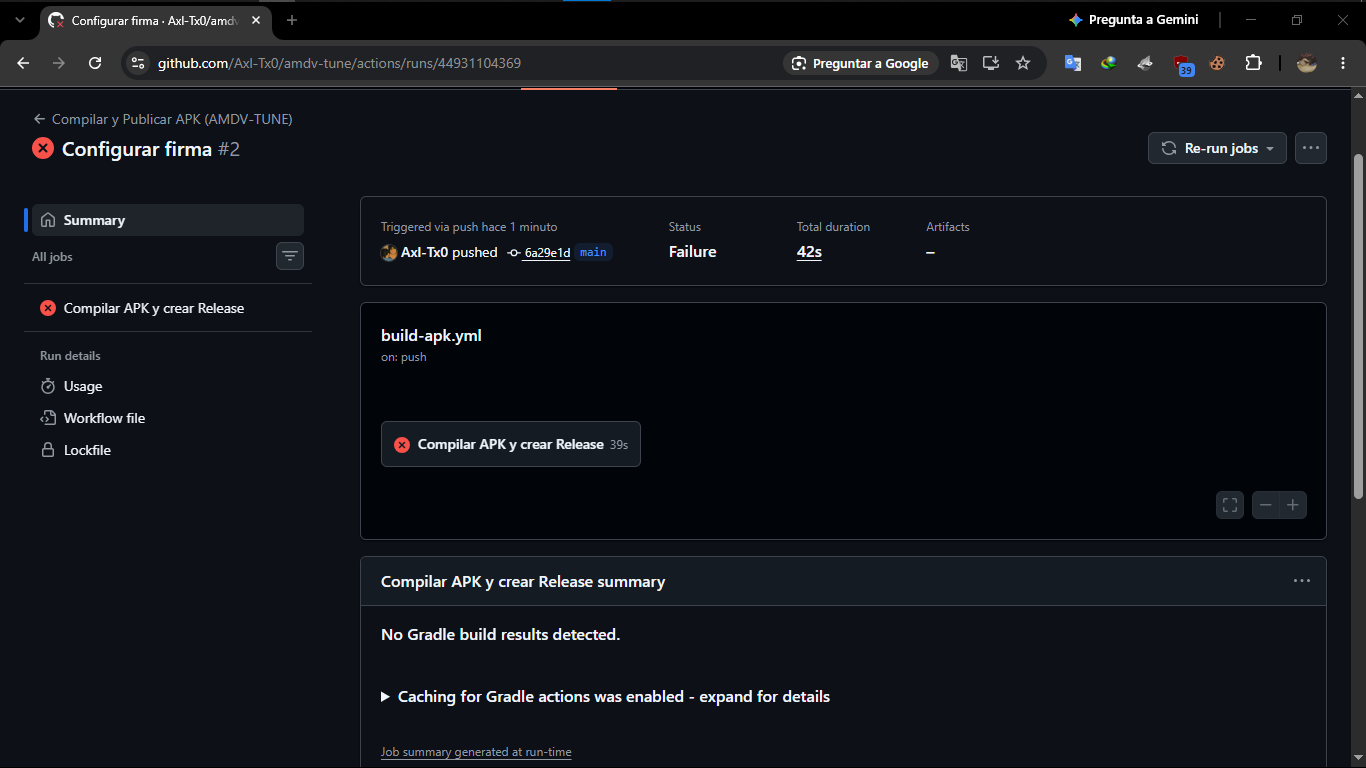 Configurar firma · Axl-Tx0/amdv
Pregunta a Gemini
github.com/Axl-Tx0/amdv-tune/actions/runs/44931104369
Preguntar a Google
39
Compilar y Publicar APK (AMDV-TUNE)
Configurar firma #2
Re-run jobs
Summary
All jobs
Compilar APK y crear Release
Run details
Usage
Workflow file
Lockfile
Triggered via push hace 1 minuto
Axl-Tx0 pushed 6a29e1d main
Status
Failure
Total duration
42s
Artifacts
–
build-apk.yml
on: push
Compilar APK y crear Release 39s
Compilar APK y crear Release summary
No Gradle build results detected.
Caching for Gradle actions was enabled - expand for details
Job summary generated at run-time